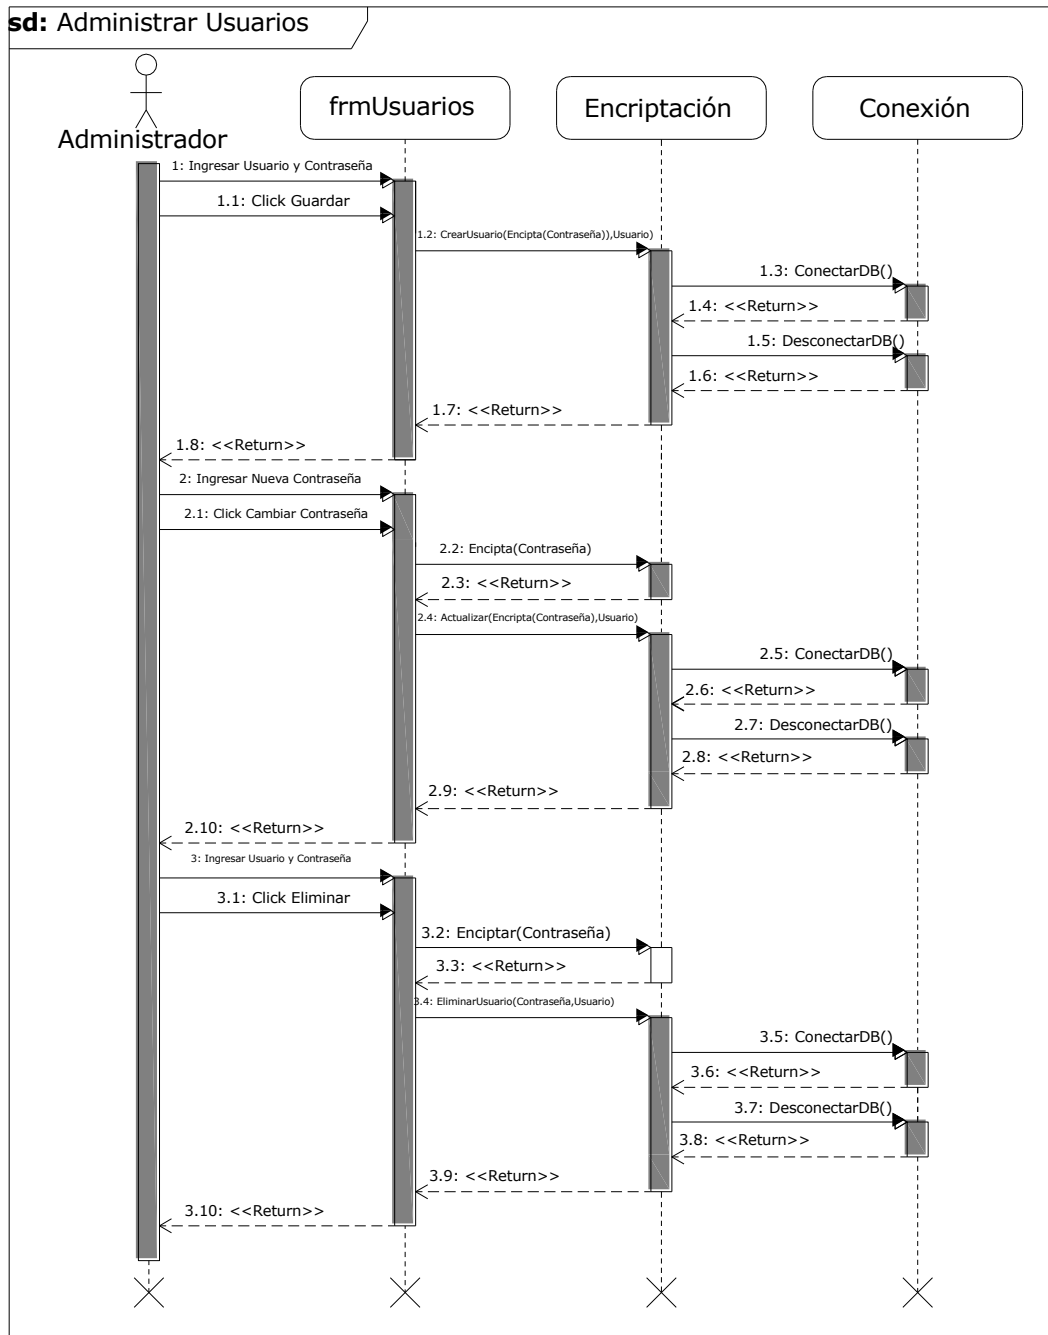 sd: Administrar Usuarios
Administrador
frmUsuarios
Encriptación
Conexión
1: Ingresar Usuario y Contraseña
1.1: Click Guardar
1.2: CrearUsuario(Encipta(Contraseña)),Usuario)
1.3: ConectarDB()
1.4: <<Return>>
1.5: DesconectarDB()
1.6: <<Return>>
1.7: <<Return>>
1.8: <<Return>>
2: Ingresar Nueva Contraseña
2.1: Click Cambiar Contraseña
2.2: Encipta(Contraseña)
2.3: <<Return>>
2.4: Actualizar(Encripta(Contraseña),Usuario)
2.5: ConectarDB()
2.6: <<Return>>
2.7: DesconectarDB()
2.8: <<Return>>
2.9: <<Return>>
2.10: <<Return>>
3: Ingresar Usuario y Contraseña
3.1: Click Eliminar
3.2: Enciptar(Contraseña)
3.3: <<Return>>
3.4: EliminarUsuario(Contraseña,Usuario)
3.5: ConectarDB()
3.6: <<Return>>
3.7: DesconectarDB()
3.8: <<Return>>
3.9: <<Return>>
3.10: <<Return>>